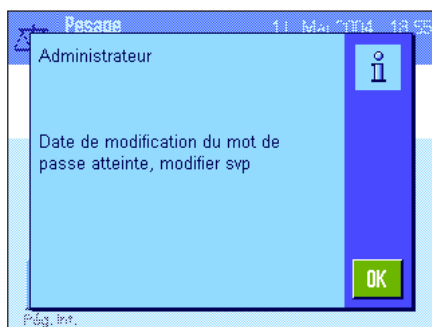 Pesage 11. Mai 2004 18:55
Administrateur
Date de modification du mot de
passe atteinte, modifier svp
OK
Rég.int.